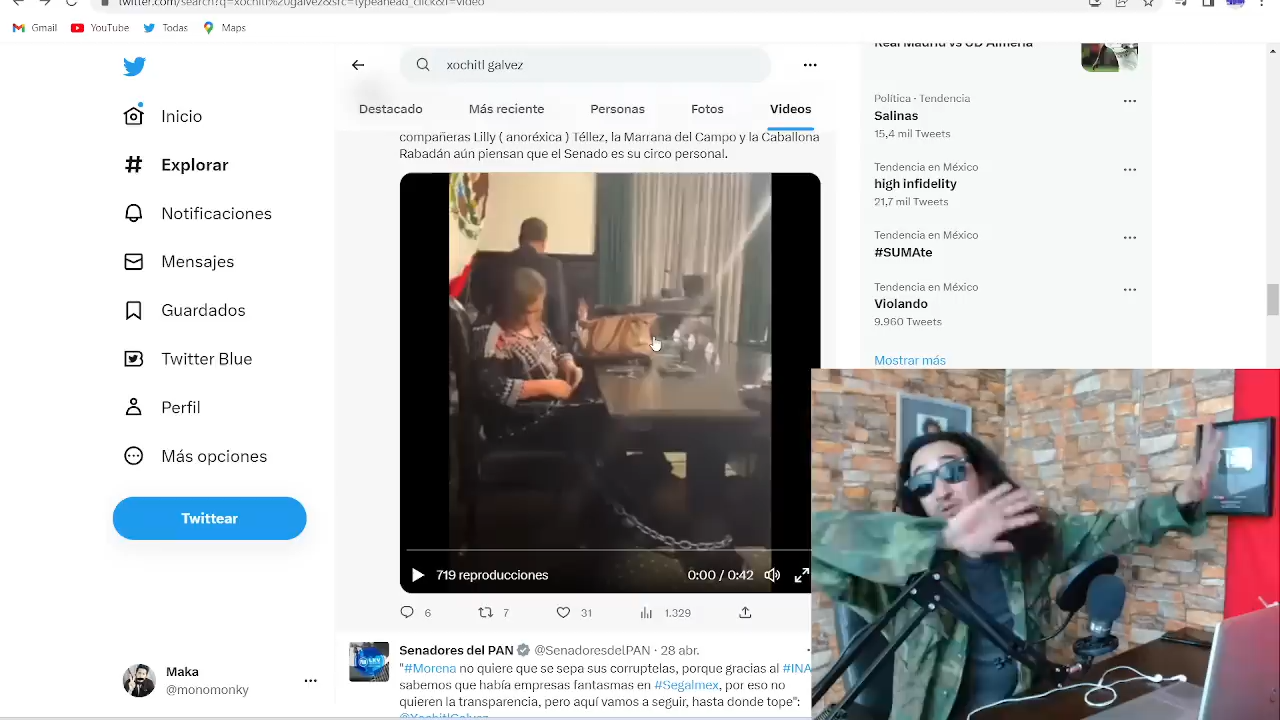 twitter.com/search?q=xochitl%20galvez&src=typeahead_click&f=video
Gmail
YouTube
Todas
Maps
xochitl galvez
Destacado
Más reciente
Personas
Fotos
Videos
Inicio
Explorar
Notificaciones
Mensajes
Guardados
Twitter Blue
Perfil
Más opciones
Twittear
Maka
@monomonky
compañeras Lilly ( anoréxica ) Téllez, la Marrana del Campo y la Caballona
Rabadán aún piensan que el Senado es su circo personal.
719 reproducciones
0:00 / 0:42
6
7
31
1.329
Senadores del PAN @SenadoresdelPAN · 28 abr.
"#Morena no quiere que se sepa sus corruptelas, porque gracias al #INA
sabemos que había empresas fantasmas en #Segalmex, por eso no
quieren la transparencia, pero aquí vamos a seguir, hasta donde tope":
@XochitlGalvez
Real Madrid vs UD Almería
Política · Tendencia
Salinas
15,4 mil Tweets
Tendencia en México
high infidelity
21,7 mil Tweets
Tendencia en México
#SUMAte
Tendencia en México
Violando
9.960 Tweets
Mostrar más